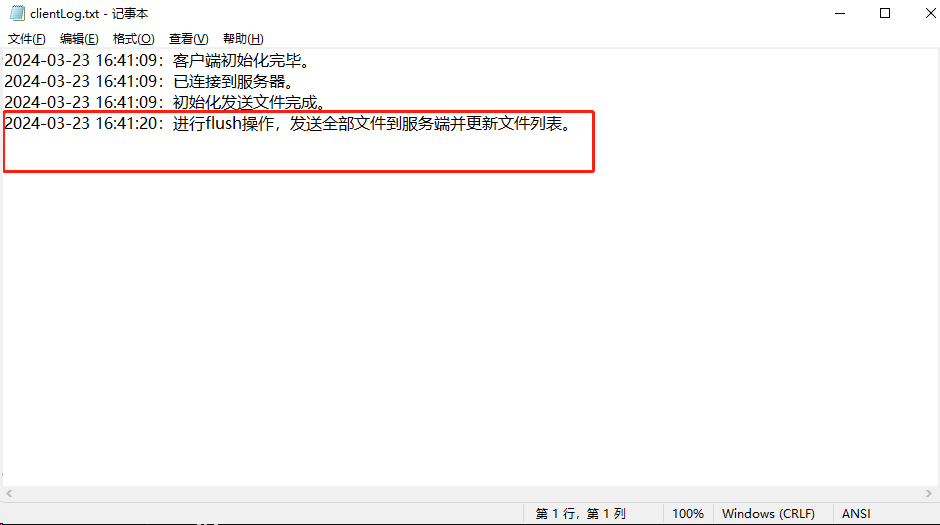 clientLog.txt - 记事本
文件(F) 编辑(E) 格式(O) 查看(V) 帮助(H)
2024-03-23 16:41:09：客户端初始化完毕。
2024-03-23 16:41:09：已连接到服务器。
2024-03-23 16:41:09：初始化发送文件完成。
2024-03-23 16:41:20：进行flush操作，发送全部文件到服务端并更新文件列表。
第 1 行，第 1 列 100% Windows (CRLF) ANSI